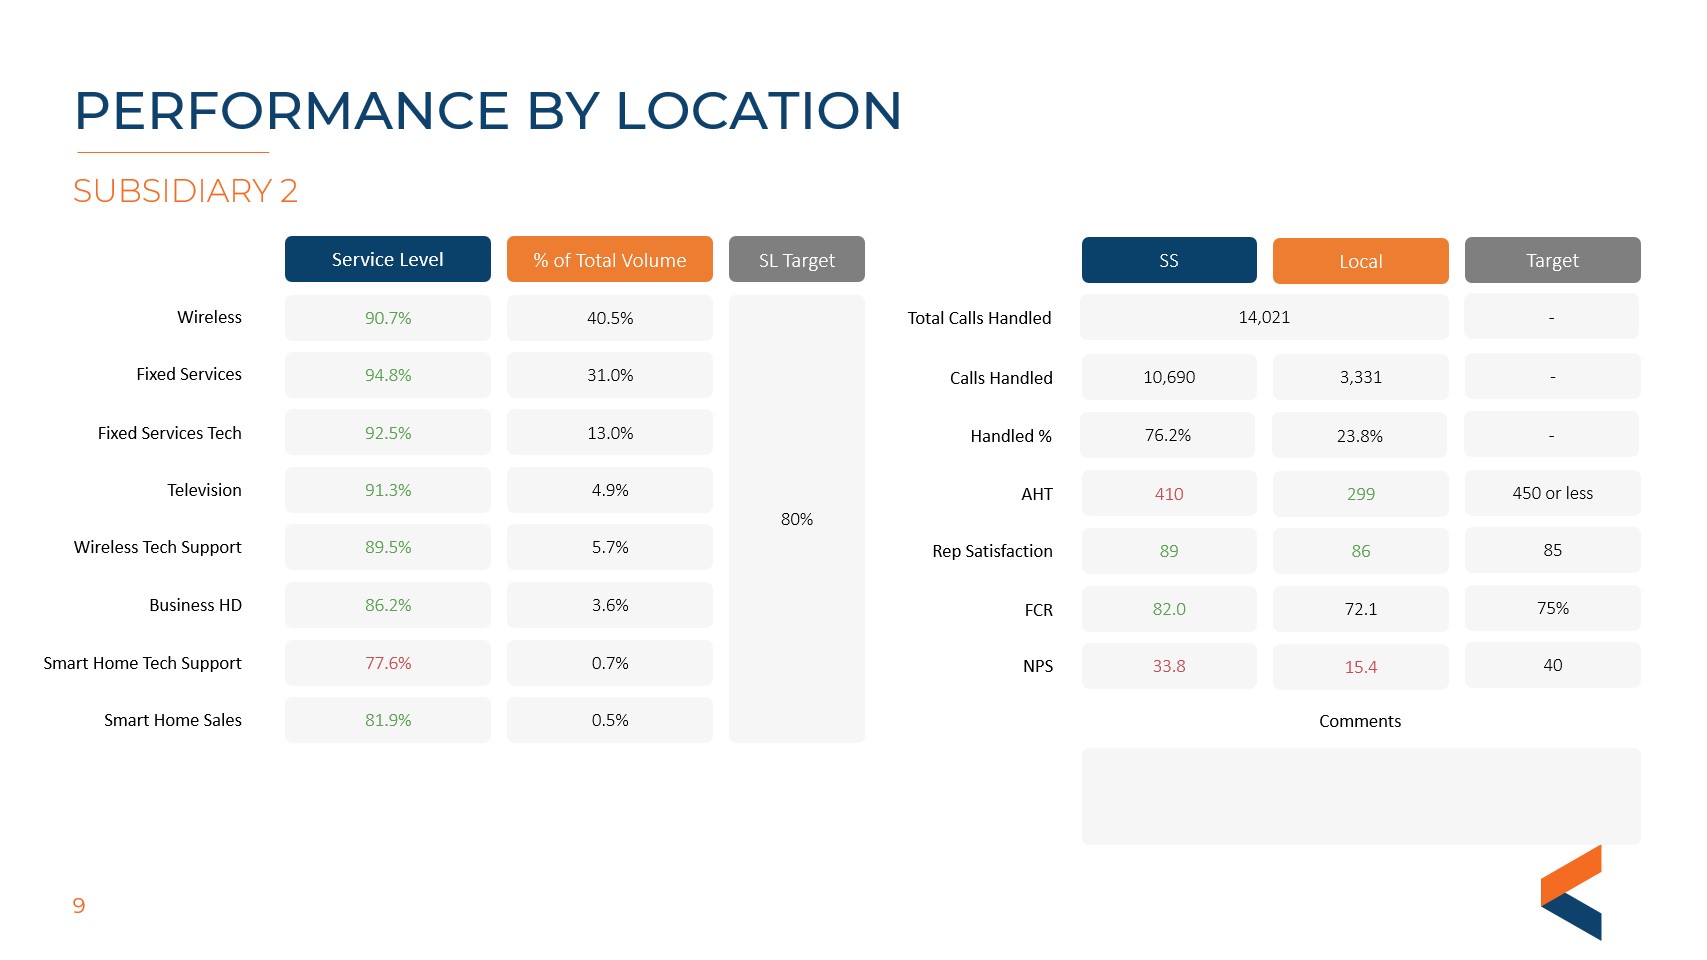 PERFORMANCE BY LOCATION
SUBSIDIARY 2
Service Level % of Total Volume SL Target
Wireless 90.7% 40.5%
Fixed Services 94.8% 31.0%
Fixed Services Tech 92.5% 13.0%
Television 91.3% 4.9%
80%
Wireless Tech Support 89.5% 5.7%
Business HD 86.2% 3.6%
Smart Home Tech Support 77.6% 0.7%
Smart Home Sales 81.9% 0.5%
SS Local Target
Total Calls Handled 14,021 -
Calls Handled 10,690 3,331 -
Handled % 76.2% 23.8% -
AHT 410 299 450 or less
Rep Satisfaction 89 86 85
FCR 82.0 72.1 75%
NPS 33.8 15.4 40
Comments
9